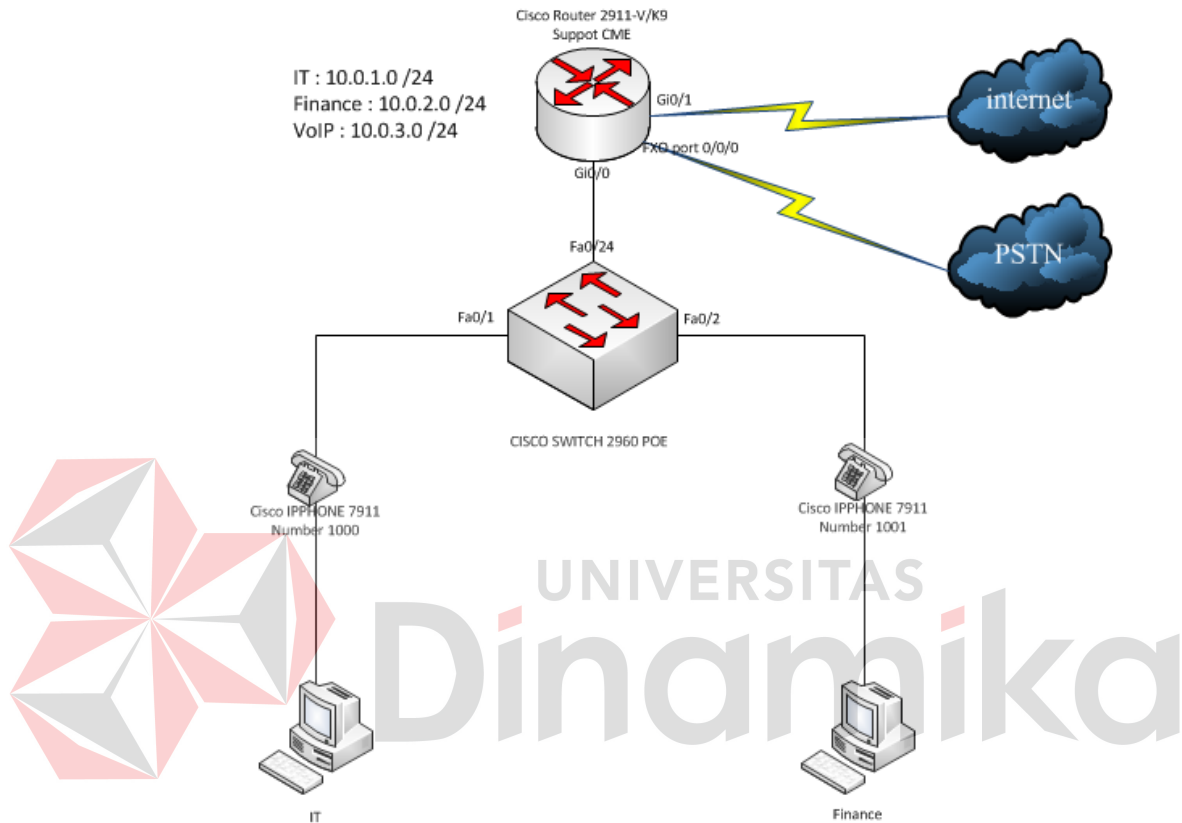 Cisco Router 2911-V/K9
Suppot CME
IT : 10.0.1.0 /24
Finance : 10.0.2.0 /24
VoIP : 10.0.3.0 /24
Gi0/1
internet
FXO port 0/0/0
Gi0/0
PSTN
Fa0/24
Fa0/1
Fa0/2
CISCO SWITCH 2960 POE
Cisco IPPHONE 7911
Number 1000
Cisco IPPHONE 7911
Number 1001
UNIVERSITAS
Dinamika
IT
Finance